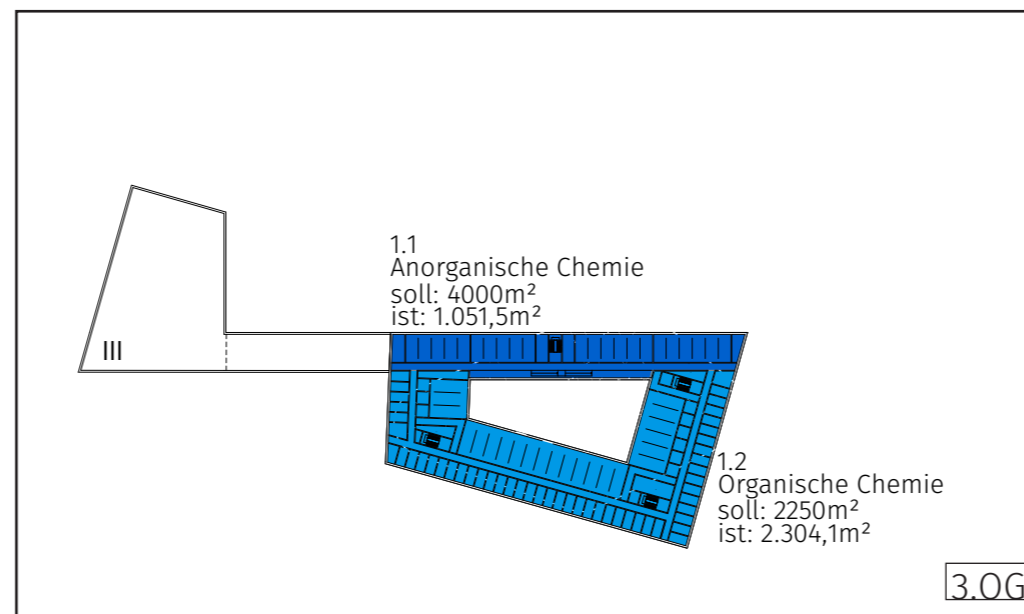 1.1
Anorganische Chemie
soll: 4000m²
ist: 1.051,5m²
III
1.2
Organische Chemie
soll: 2250m²
ist: 2.304,1m²
3.OG